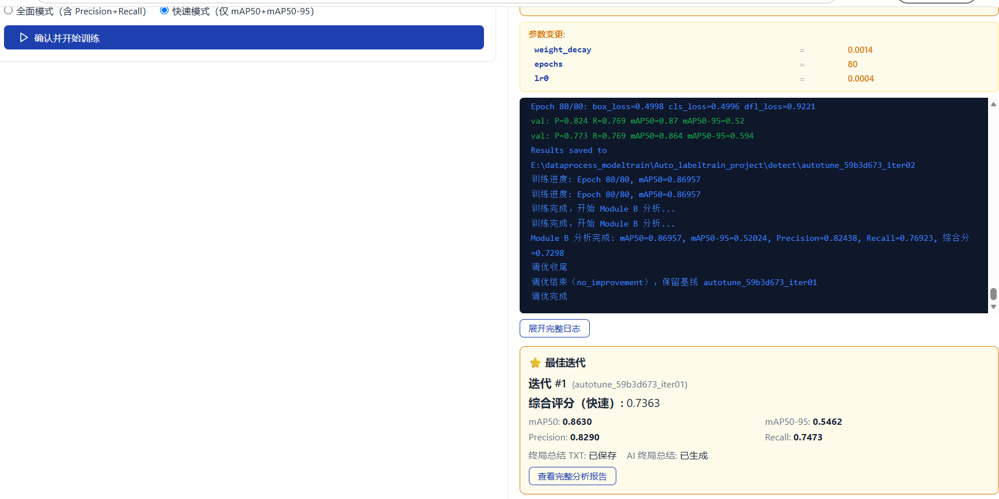 全面模式（含 Precision+Recall） 快速模式（仅 mAP50+mAP50-95）
确认并开始训练
参数变更:
weight_decay = 0.0014
epochs = 80
lr0 = 0.0004
Epoch 80/80: box_loss=0.4998 cls_loss=0.4996 dfl_loss=0.9221
val: P=0.824 R=0.769 mAP50=0.87 mAP50-95=0.52
val: P=0.773 R=0.769 mAP50=0.864 mAP50-95=0.594
Results saved to
E:\dataprocess_modeltrain\Auto_labeltrain_project\detect\autotune_59b3d673_iter02
训练进度: Epoch 80/80, mAP50=0.86957
训练进度: Epoch 80/80, mAP50=0.86957
训练完成，开始 Module B 分析...
训练完成，开始 Module B 分析...
Module B 分析完成: mAP50=0.86957, mAP50-95=0.52024, Precision=0.82438, Recall=0.76923, 综合分
=0.7298
调优收尾
调优结束（no_improvement），保留基线 autotune_59b3d673_iter01
调优完成
展开完整日志
最佳迭代
迭代 #1 (autotune_59b3d673_iter01)
综合评分（快速）: 0.7363
mAP50: 0.8630 mAP50-95: 0.5462
Precision: 0.8290 Recall: 0.7473
终局总结 TXT: 已保存 AI 终局总结: 已生成
查看完整分析报告